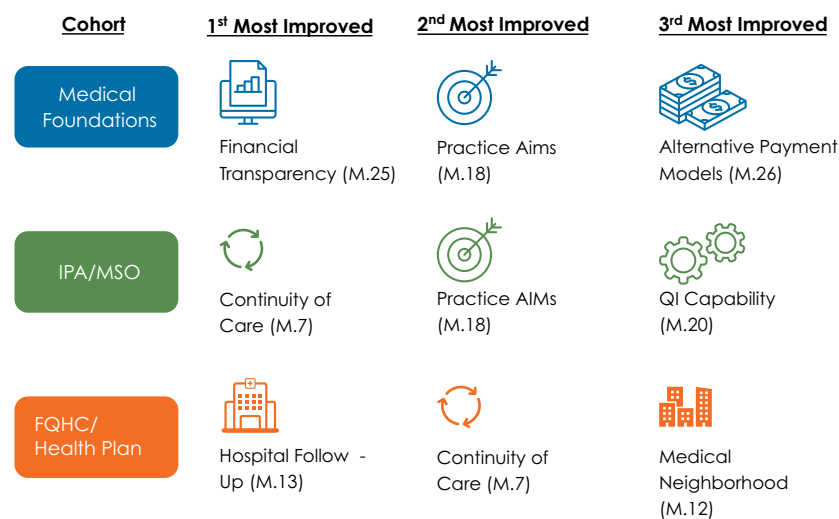 Cohort
1st Most Improved
2nd Most Improved
3rd Most Improved
Medical
Foundations
Financial
Transparency (M.25)
Practice Aims
(M.18)
Alternative Payment
Models (M.26)
IPA/MSO
Continuity of
Care (M.7)
Practice AIMs
(M.18)
QI Capability
(M.20)
FQHC/
Health Plan
Hospital Follow -
Up (M.13)
Continuity of
Care (M.7)
Medical
Neighborhood
(M.12)